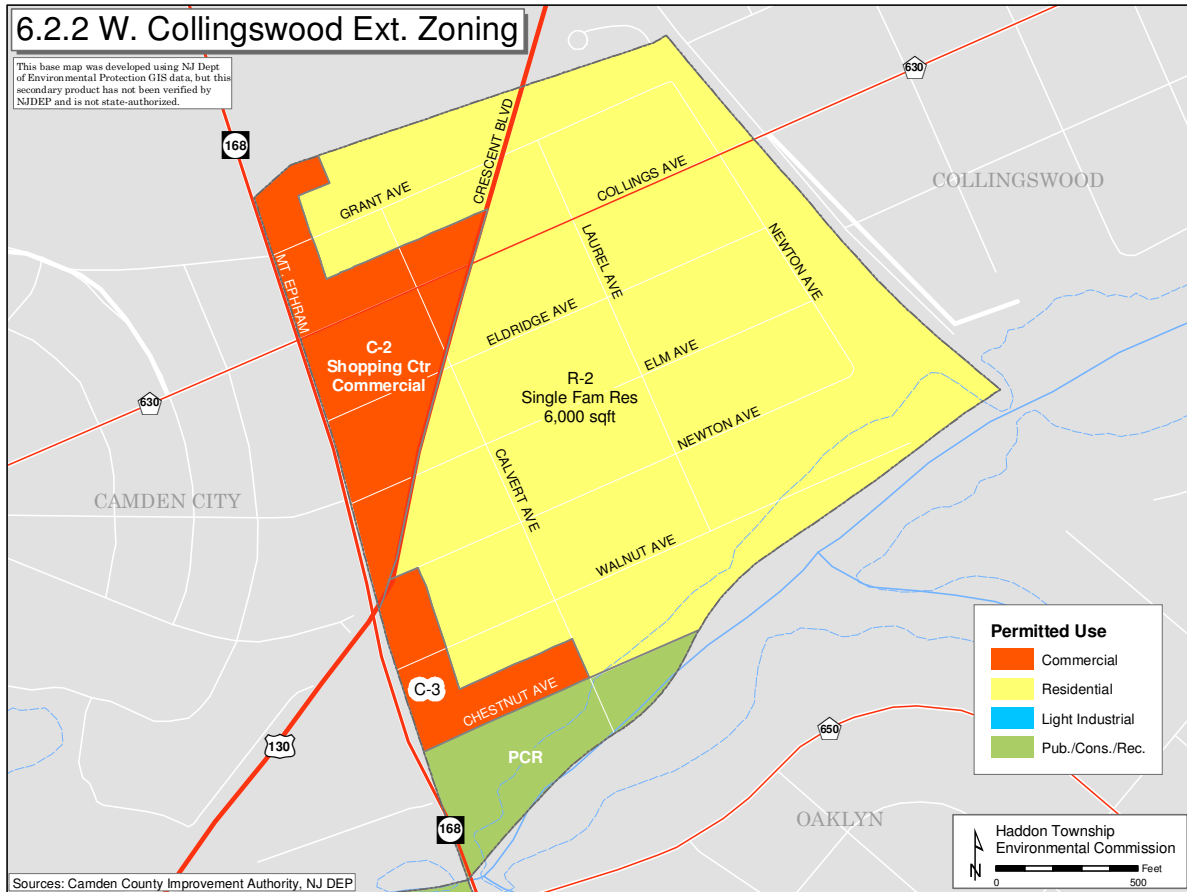 6.2.2 W. Collingswood Ext. Zoning
This base map was developed using NJ Dept
of Environmental Protection GIS data, but this
secondary product has not been verified by
NJDEP and is not state-authorized.
630
168
CRESCENT BLVD
COLLINGS AVE
COLLINGSWOOD
GRANT AVE
MT. EPHRAM
LAUREL AVE
NEWTON AVE
ELDRIDGE AVE
C-2
Shopping Ctr
Commercial
ELM AVE
R-2
Single Fam Res
6,000 sqft
630
NEWTON AVE
CAMDEN CITY
CALVERT AVE
WALNUT AVE
Permitted Use
Commercial
Residential
Light Industrial
Pub./Cons./Rec.
C-3
CHESTNUT AVE
130
PCR
650
168
OAKLYN
Haddon Township
Environmental Commission
N
Feet
0
500
Sources: Camden County Improvement Authority, NJ DEP